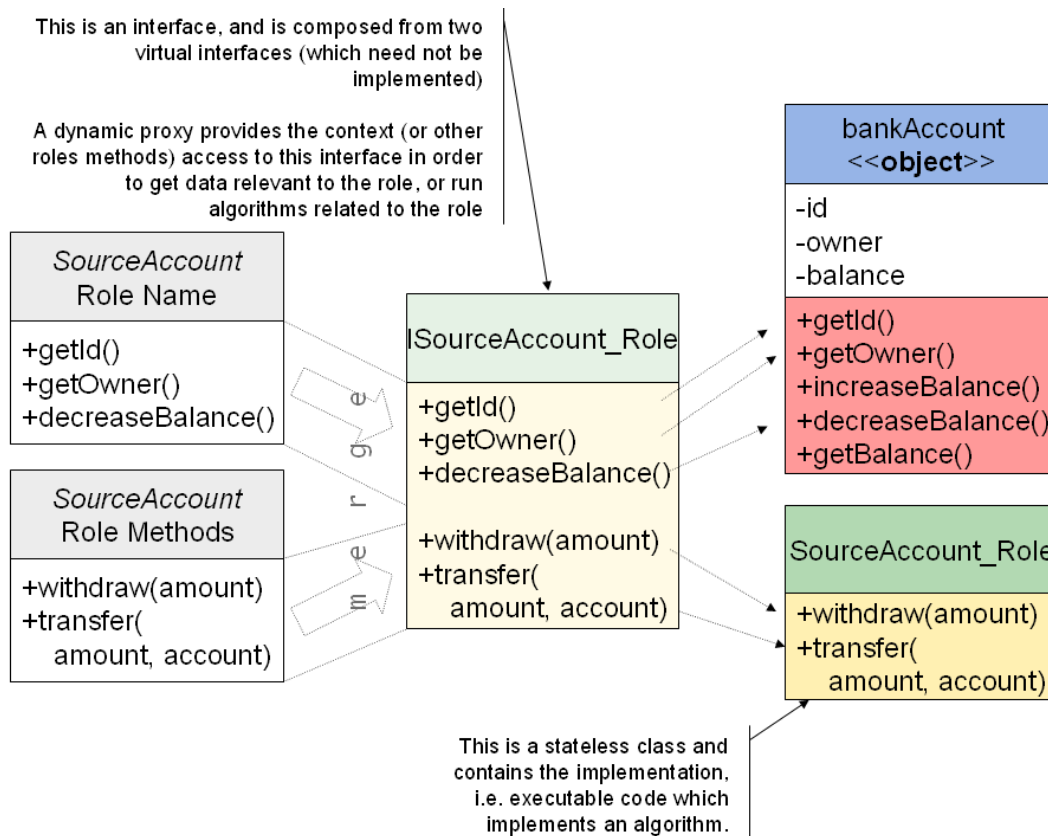 This is an interface, and is composed from two
virtual interfaces (which need not be
implemented)
A dynamic proxy provides the context (or other
roles methods) access to this interface in order
to get data relevant to the role, or run
algorithms related to the role
SourceAccount
Role Name
+getId()
+getOwner()
+decreaseBalance()
SourceAccount
Role Methods
+withdraw(amount)
+transfer(
amount, account)
merge
ISourceAccount_Role
+getId()
+getOwner()
+decreaseBalance()
+withdraw(amount)
+transfer(
amount, account)
bankAccount
<<object>>
-id
-owner
-balance
+getId()
+getOwner()
+increaseBalance()
+decreaseBalance()
+getBalance()
SourceAccount_Role
+withdraw(amount)
+transfer(
amount, account)
This is a stateless class and
contains the implementation,
i.e. executable code which
implements an algorithm.